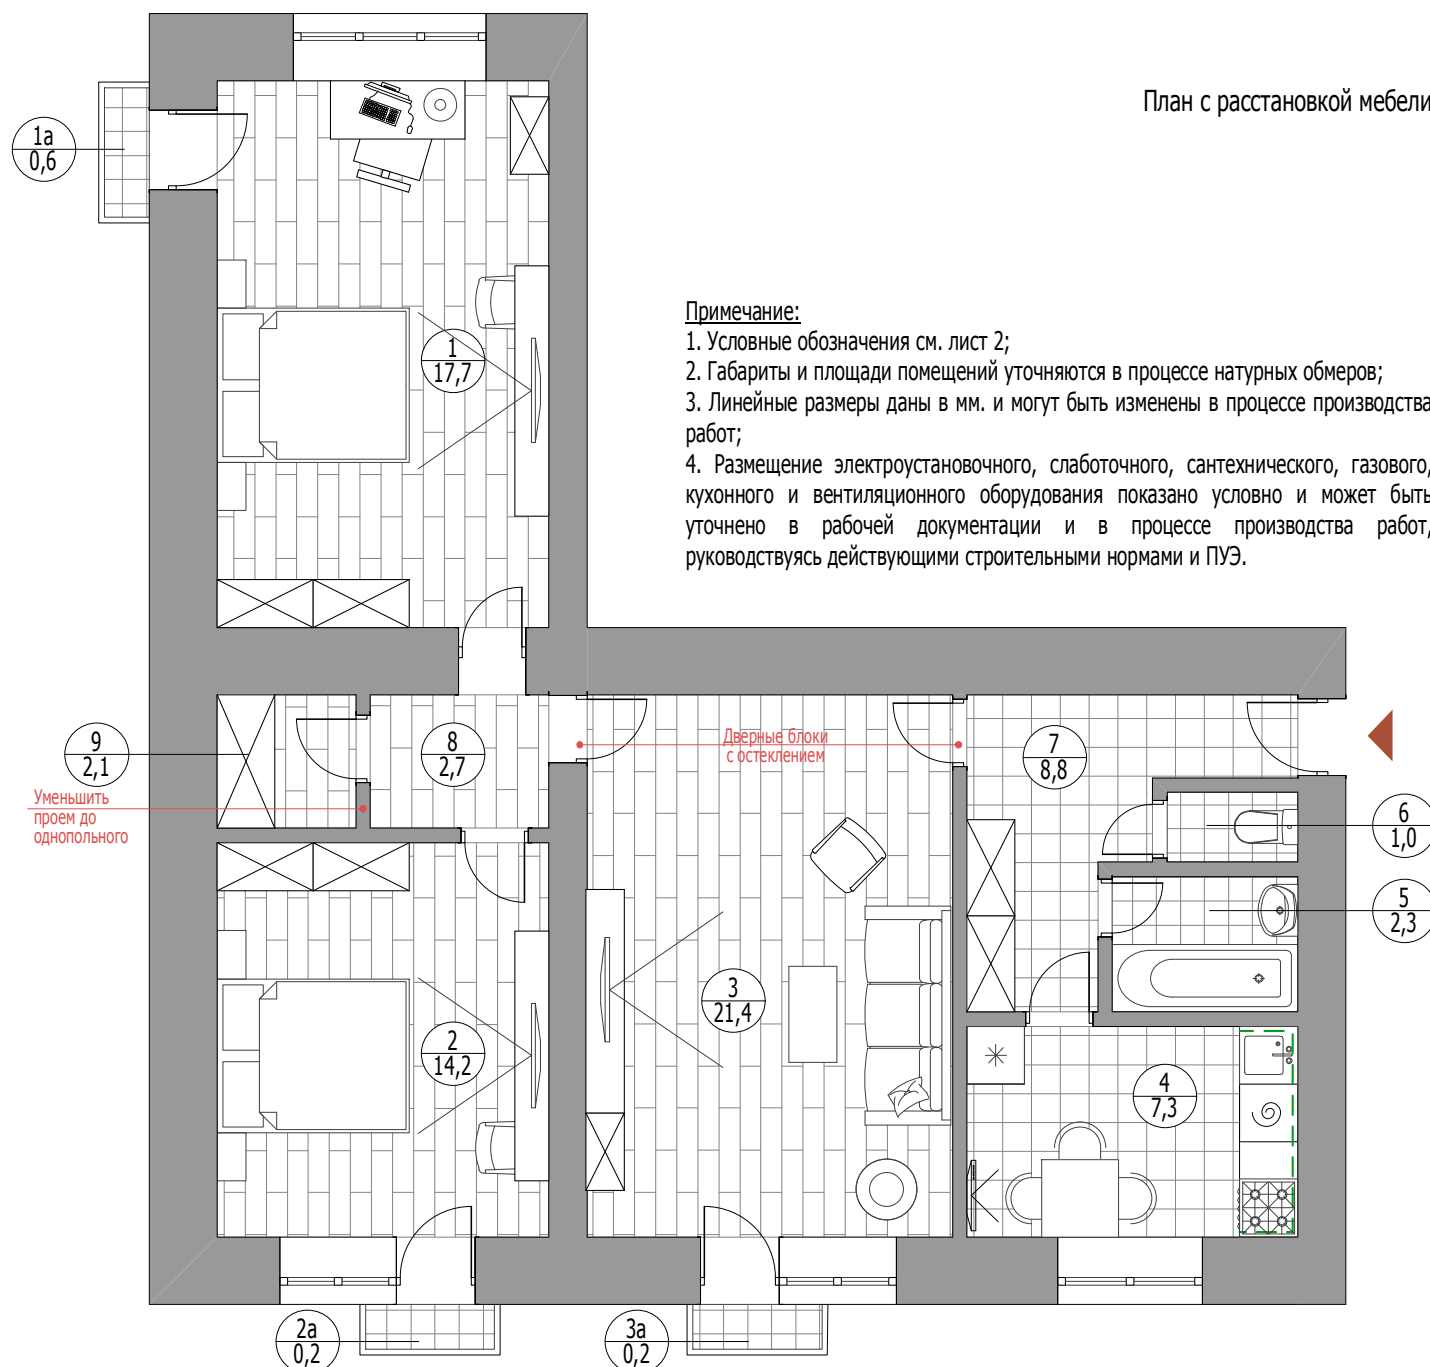 План с расстановкой мебели
1а
0,6
Примечание:
1. Условные обозначения см. лист 2;
2. Габариты и площади помещений уточняются в процессе натурных обмеров;
3. Линейные размеры даны в мм. и могут быть изменены в процессе производства
работ;
4. Размещение электроустановочного, слаботочного, сантехнического, газового,
кухонного и вентиляционного оборудования показано условно и может быть
уточнено в рабочей документации и в процессе производства работ,
руководствуясь действующими строительными нормами и ПУЭ.
1
17,7
9
2,1
8
2,7
Дверные блоки
с остеклением
7
8,8
Уменьшить
проем до
однопольного
6
1,0
5
2,3
3
21,4
2
14,2
4
7,3
2а
0,2
3а
0,2